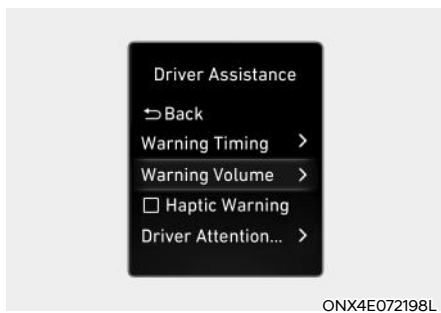 Driver Assistance
Back
Warning Timing
Warning Volume
Haptic Warning
Driver Attention...
ONX4E072198L